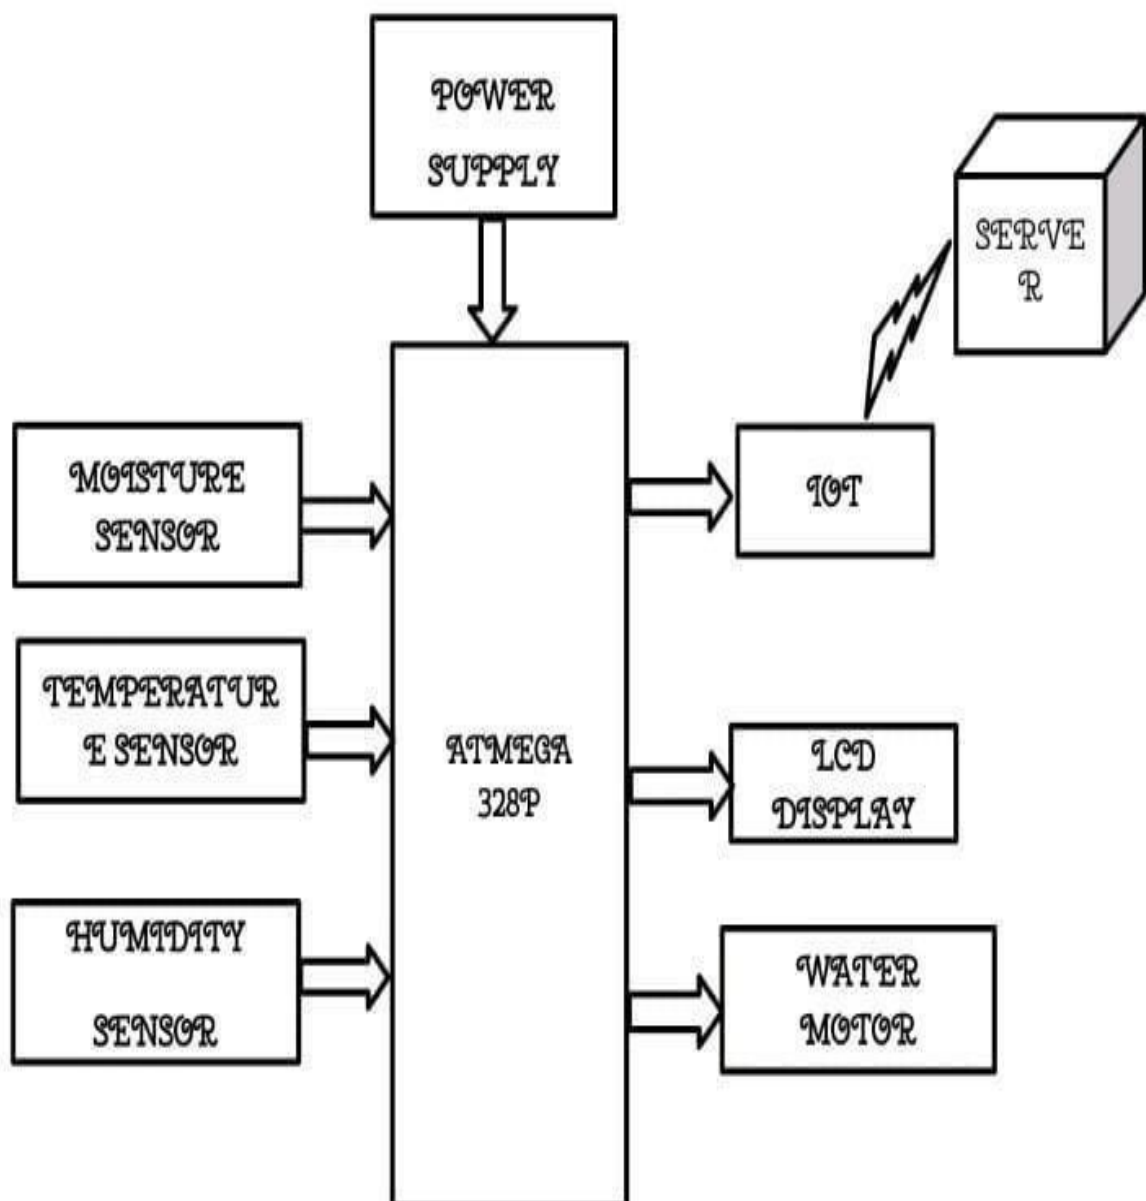 POWER
SUPPLY
SERVE
R
MOISTURE
SENSOR
IOT
TEMPERATUR
E SENSOR
ATMEGA
328P
LCD
DISPLAY
HUMIDITY
SENSOR
WATER
MOTOR